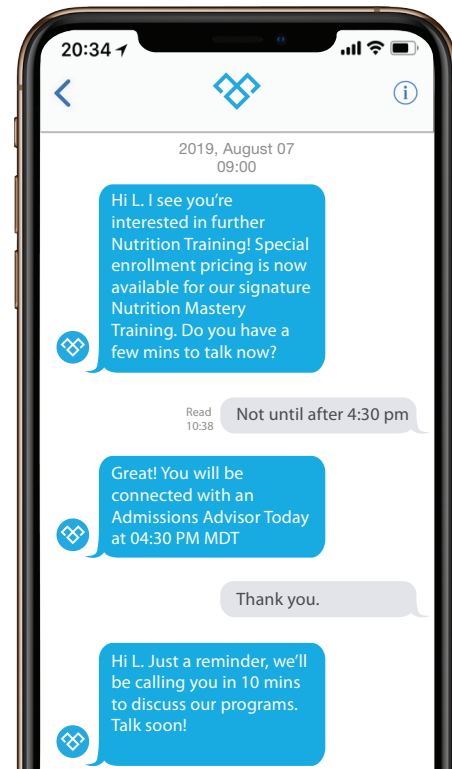 20:34
2019, August 07
09:00
Hi L. I see you're
interested in further
Nutrition Training! Special
enrollment pricing is now
available for our signature
Nutrition Mastery
Training. Do you have a
few mins to talk now?
Read
10:38
Not until after 4:30 pm
Great! You will be
connected with an
Admissions Advisor Today
at 04:30 PM MDT
Thank you.
Hi L. Just a reminder, we'll
be calling you in 10 mins
to discuss our programs.
Talk soon!